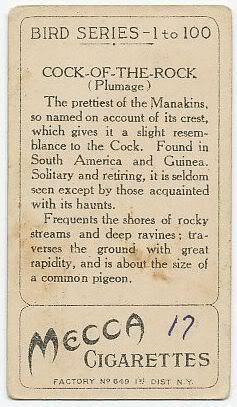 BIRD SERIES-1 to 100
COCK-OF-THE-ROCK
(Plumage)
The prettiest of the Manakins,
so named on account of its crest,
which gives it a slight resem-
blance to the Cock. Found in
South America and Guinea.
Solitary and retiring, it is seldom
seen except by those acquainted
with its haunts.
Frequents the shores of rocky
streams and deep ravines; tra-
verses the ground with great
rapidity, and is about the size of
a common pigeon.
MECCA 17
CIGARETTES
FACTORY No 649 1st DIST. N.Y.